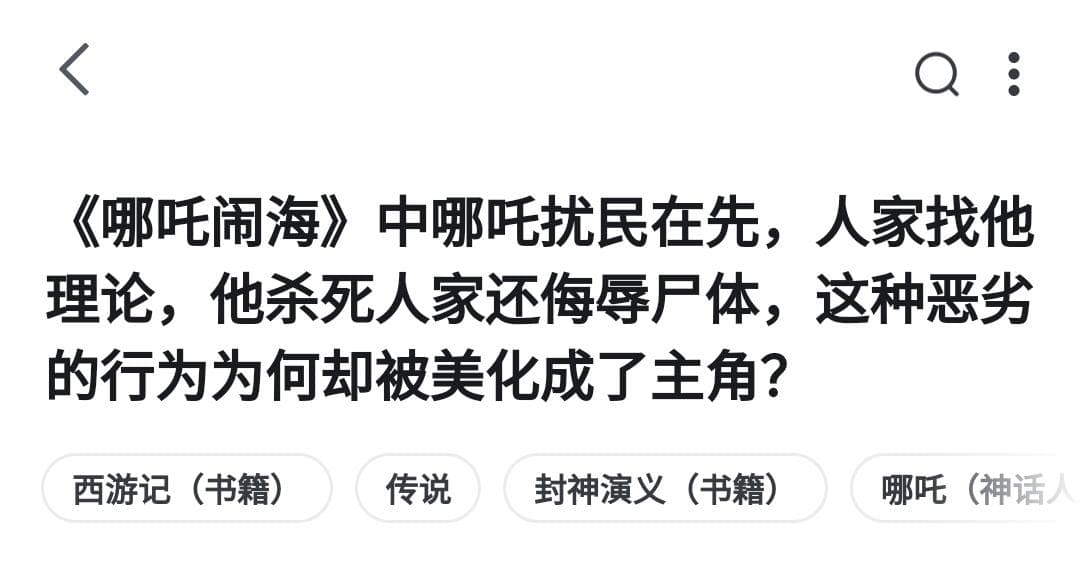 《哪吒闹海》中哪吒扰民在先，人家找他
理论，他杀死人家还侮辱尸体，这种恶劣
的行为为何却被美化成了主角？
西游记（书籍） 传说 封神演义（书籍） 哪吒（神话人